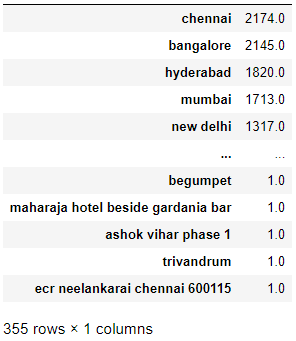 chennai 2174.0
bangalore 2145.0
hyderabad 1820.0
mumbai 1713.0
new delhi 1317.0
... ...
begumpet 1.0
maharaja hotel beside gardania bar 1.0
ashok vihar phase 1 1.0
trivandrum 1.0
ecr neelankarai chennai 600115 1.0
355 rows × 1 columns